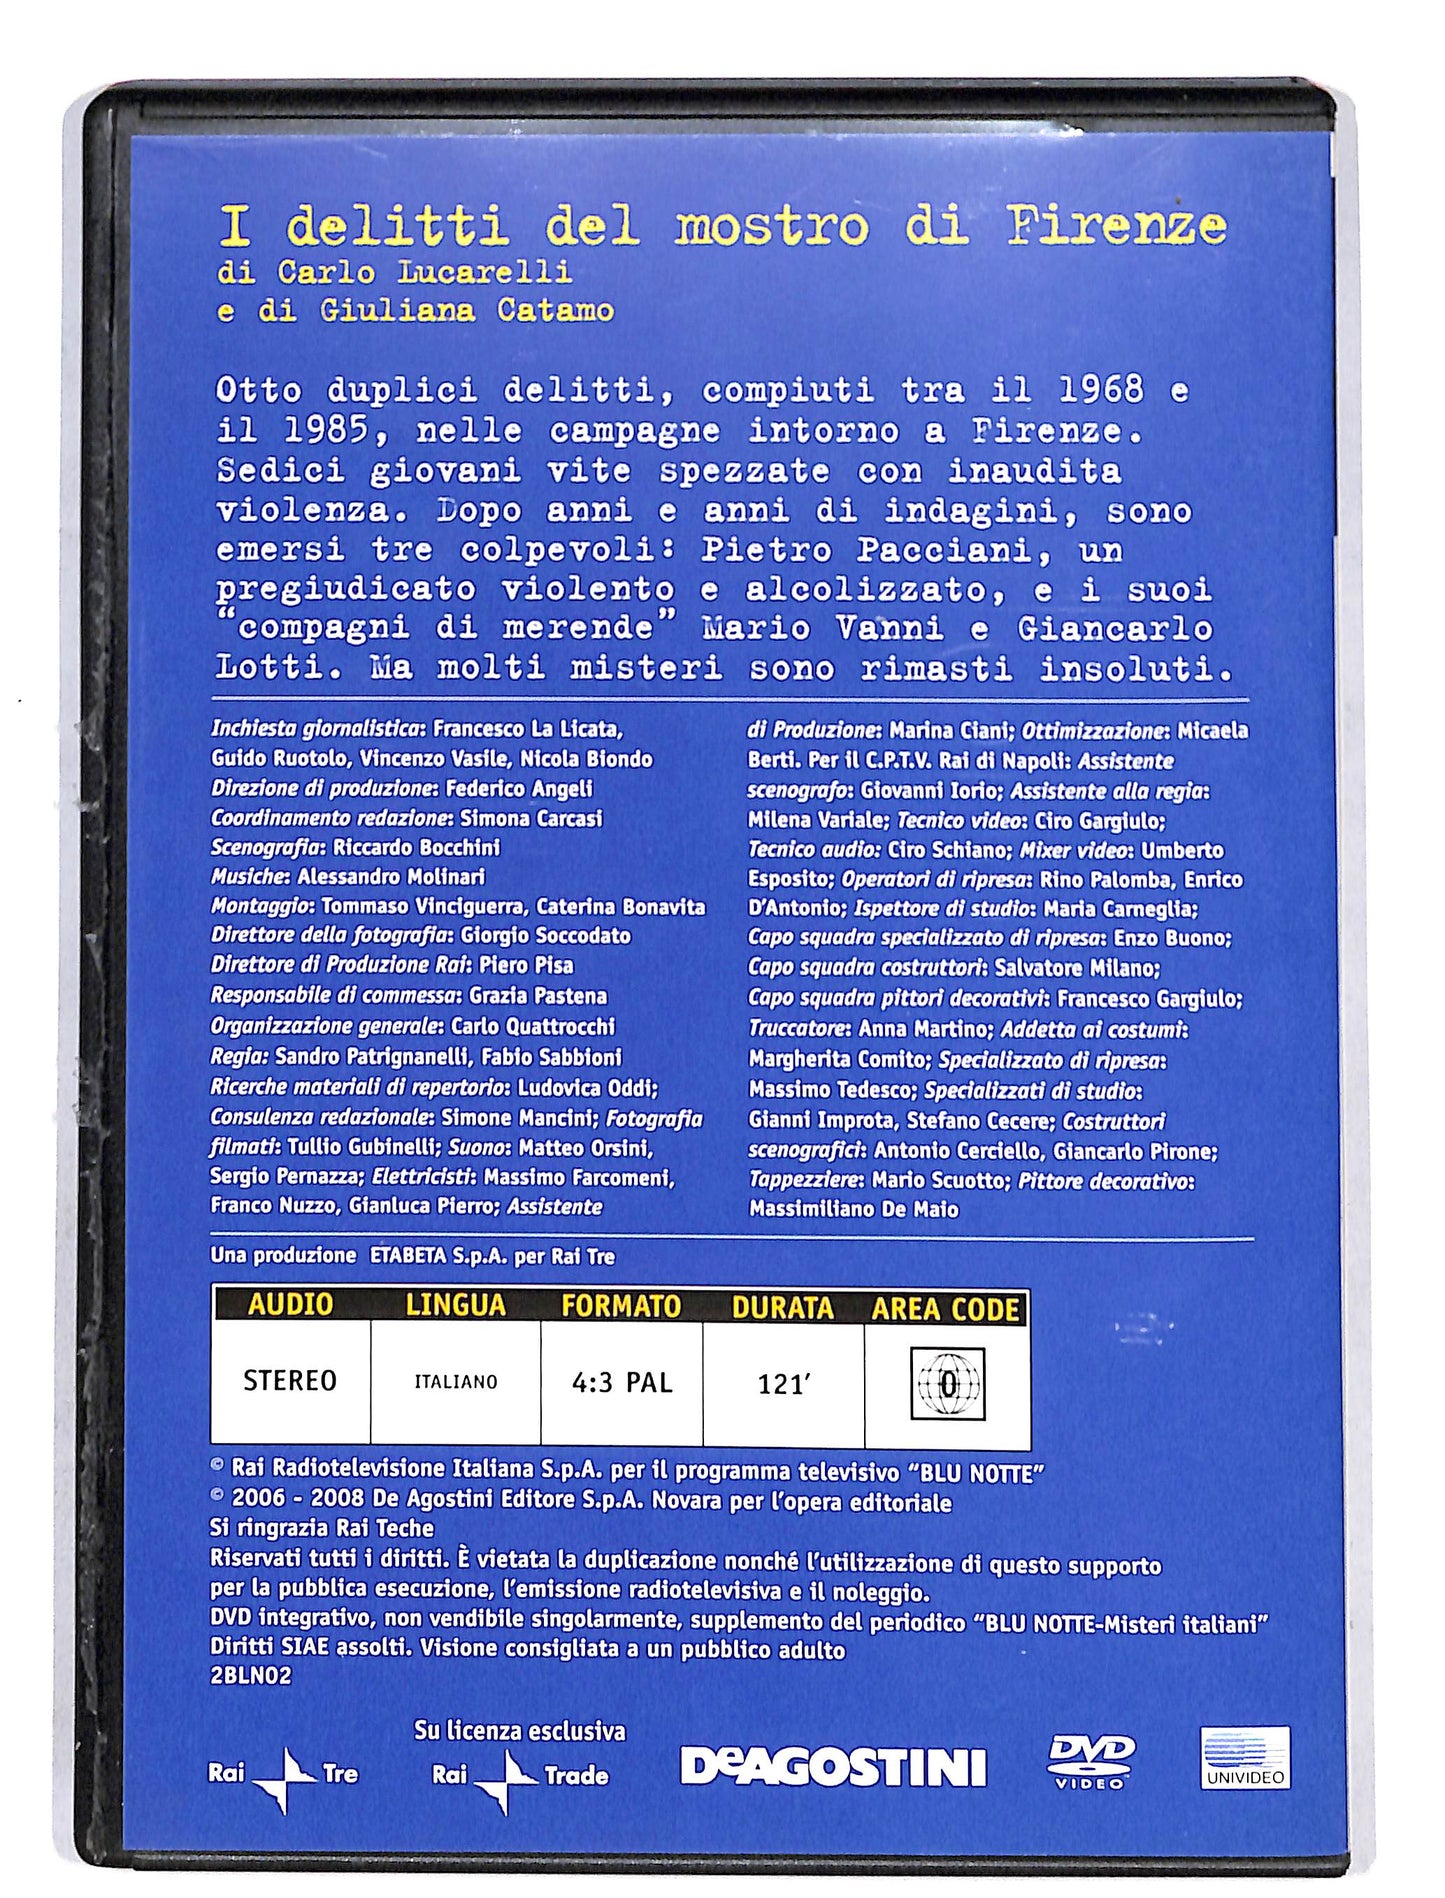 I delitti del mostro di Firenze
di Carlo Lucarelli
e di Giuliana Catamo
Otto duplici delitti, compiuti tra il 1968 e
il 1985, nelle campagne intorno a Firenze.
Sedici giovani vite spezzate con inaudita
violenza. Dopo anni e anni di indagini, sono
emersi tre colpevoli: Pietro Pacciani, un
pregiudicato violento e alcolizzato, e i suoi
“compagni di merende” Mario Vanni e Giancarlo
Lotti. Ma molti misteri sono rimasti insoluti.
Inchiesta giornalistica: Francesco La Licata,
Guido Ruotolo, Vincenzo Vasile, Nicola Biondo
Direzione di produzione: Federico Angeli
Coordinamento redazione: Simona Carcasi
Scenografia: Riccardo Bocchini
Musiche: Alessandro Molinari
Montaggio: Tommaso Vinciguerra, Caterina Bonavita
Direttore della fotografia: Giorgio Soccodato
Direttore di Produzione Rai: Piero Pisa
Responsabile di commessa: Grazia Pastena
Organizzazione generale: Carlo Quattrocchi
Regia: Sandro Patrignanelli, Fabio Sabbioni
Ricerche materiali di repertorio: Ludovica Oddi;
Consulenza redazionale: Simone Mancini; Fotografia
filmati: Tullio Gubinelli; Suono: Matteo Orsini,
Sergio Pernazza; Elettricisti: Massimo Farcomeni,
Franco Nuzzo, Gianluca Pierro; Assistente
di Produzione: Marina Ciani; Ottimizzazione: Micaela
Berti. Per il C.P.T.V. Rai di Napoli: Assistente
scenografo: Giovanni Iorio; Assistente alla regia:
Milena Variale; Tecnico video: Ciro Gargiulo;
Tecnico audio: Ciro Schiano; Mixer video: Umberto
Esposito; Operatori di ripresa: Rino Palomba, Enrico
D’Antonio; Ispettore di studio: Maria Carneglia;
Capo squadra specializzato di ripresa: Enzo Buono;
Capo squadra costruttori: Salvatore Milano;
Capo squadra pittori decorativi: Francesco Gargiulo;
Truccatore: Anna Martino; Addetta ai costumi:
Margherita Comito; Specializzato di ripresa:
Massimo Tedesco; Specializzati di studio:
Gianni Improta, Stefano Cecere; Costruttori
scenografici: Antonio Cerciello, Giancarlo Pirone;
Tappezziere: Mario Scuotto; Pittore decorativo:
Massimiliano De Maio
Una produzione ETABETA S.p.A. per Rai Tre
AUDIO LINGUA FORMATO DURATA AREA CODE
STEREO ITALIANO 4:3 PAL 121’ 0
© Rai Radiotelevisione Italiana S.p.A. per il programma televisivo “BLU NOTTE”
© 2006 - 2008 De Agostini Editore S.p.A. Novara per l’opera editoriale
Si ringrazia Rai Teche
Riservati tutti i diritti. È vietata la duplicazione nonché l’utilizzazione di questo supporto
per la pubblica esecuzione, l’emissione radiotelevisiva e il noleggio.
DVD integrativo, non vendibile singolarmente, supplemento del periodico “BLU NOTTE-Misteri italiani”
Diritti SIAE assolti. Visione consigliata a un pubblico adulto
2BLN02
Su licenza esclusiva
Rai Tre Rai Trade DeAGOSTINI DVD VIDEO UNIVIDEO